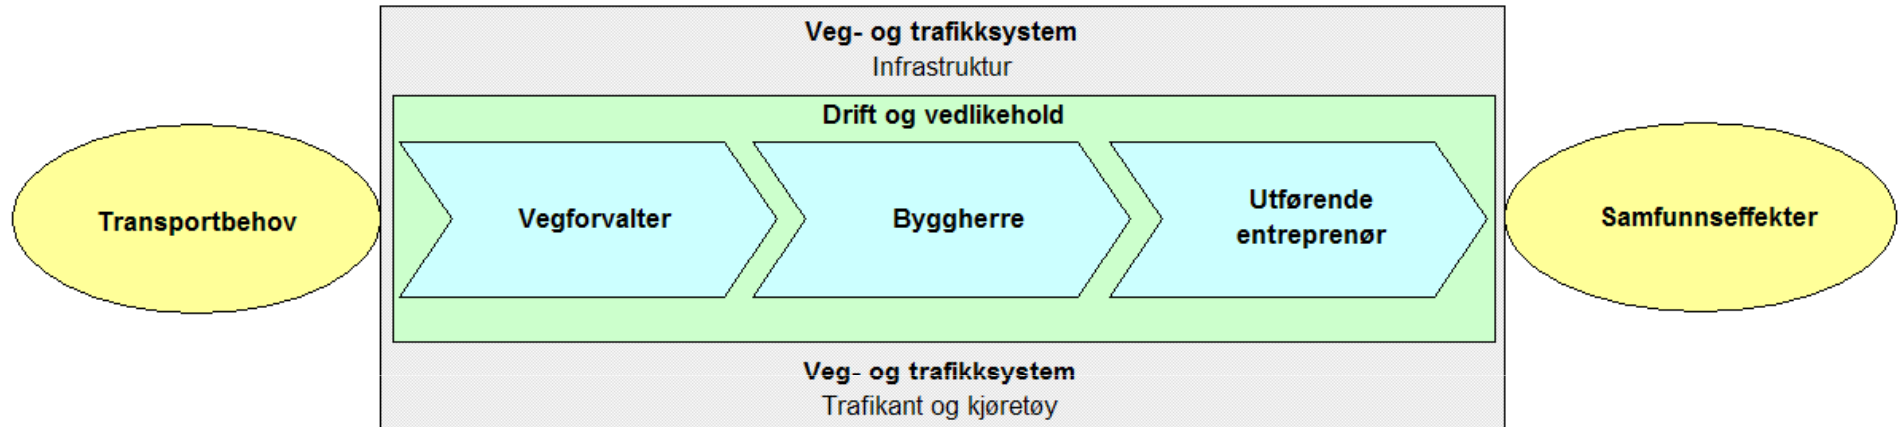 Veg- og trafikksystem
Infrastruktur
Drift og vedlikehold
Transportbehov
Vegforvalter
Byggherre
Utførende
entreprenør
Samfunnseffekter
Veg- og trafikksystem
Trafikant og kjøretøy